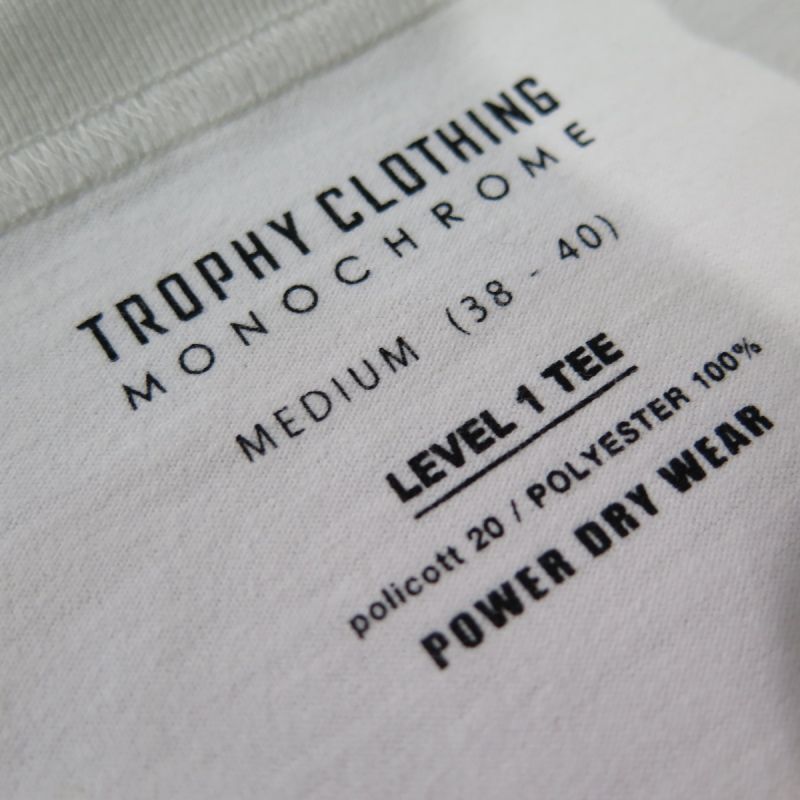 TROPHY CLOTHING
MONOCHROME
MEDIUM (38 - 40)
LEVEL 1 TEE
policott 20 / POLYESTER 100%
POWER DRY WEAR